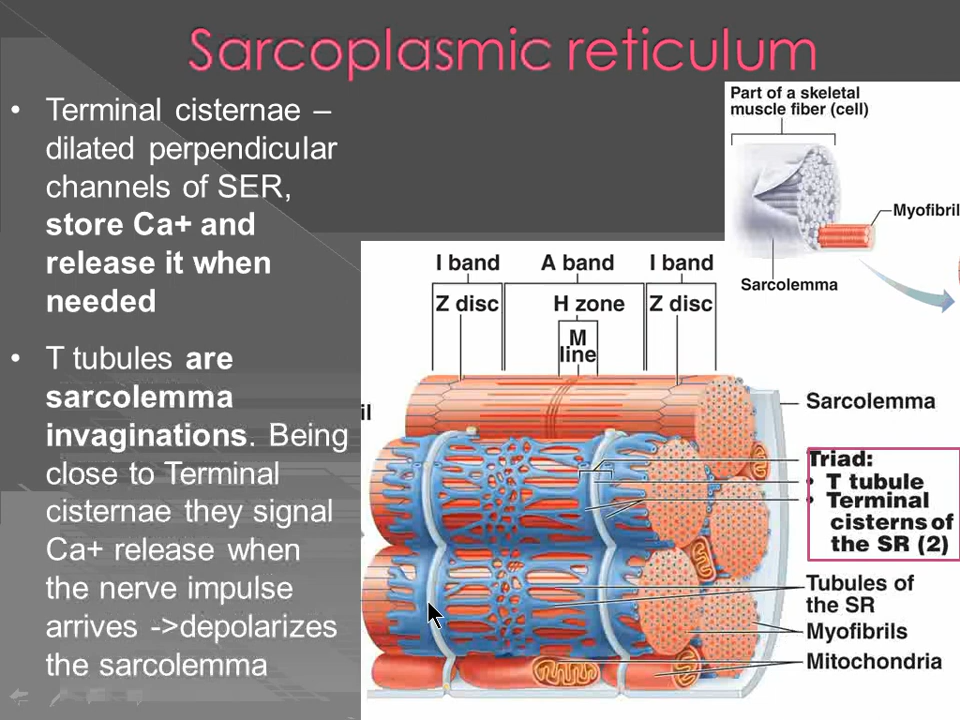 Sarcoplasmic reticulum
• Terminal cisternae –
dilated perpendicular
channels of SER,
store Ca+ and
release it when
needed
• T tubules are
sarcolemma
invaginations. Being
close to Terminal
cisternae they signal
Ca+ release when
the nerve impulse
arrives ->depolarizes
the sarcolemma
Part of a skeletal
muscle fiber (cell)
Myofibril
Sarcolemma
I band
A band
I band
Z disc
H zone
Z disc
M
line
il
Sarcolemma
Triad:
• T tubule
• Terminal
cisterns of
the SR (2)
Tubules of
the SR
Myofibrils
Mitochondria